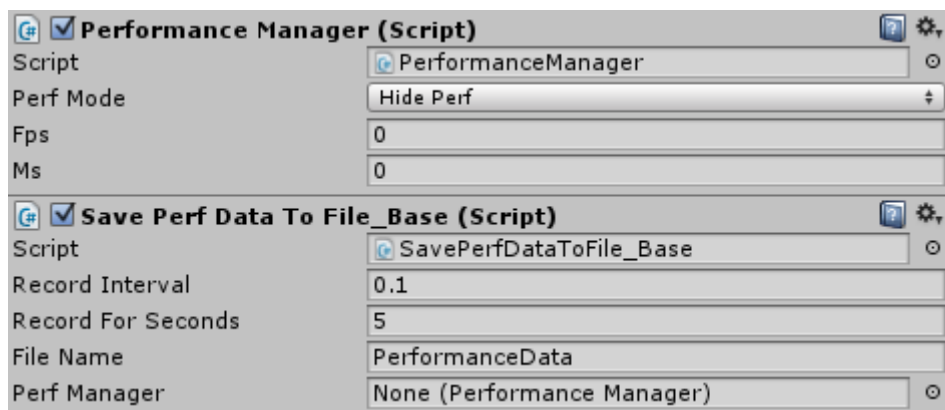 Performance Manager (Script)
Script PerformanceManager
Perf Mode Hide Perf
Fps 0
Ms 0
Save Perf Data To File_Base (Script)
Script SavePerfDataToFile_Base
Record Interval 0.1
Record For Seconds 5
File Name PerformanceData
Perf Manager None (Performance Manager)